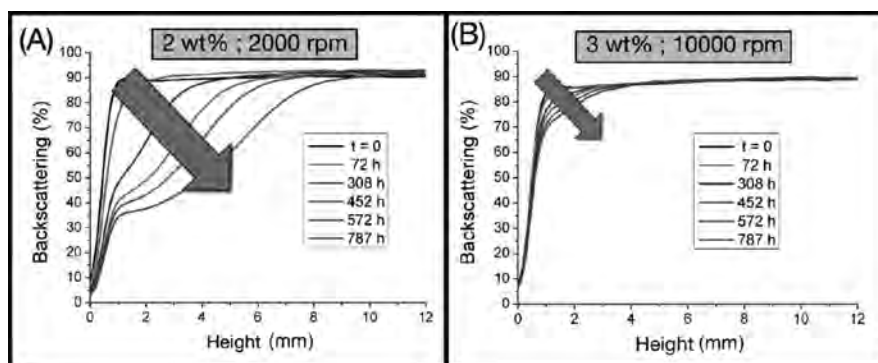 (A)
2 wt% ; 2000 rpm
Backscattering (%)
100
90
80
70
60
50
40
30
20
10
0
t = 0
72 h
308 h
452 h
572 h
787 h
0 2 4 6 8 10 12
Height (mm)
(B)
3 wt% ; 10000 rpm
Backscattering (%)
100
90
80
70
60
50
40
30
20
10
0
t = 0
72 h
308 h
452 h
572 h
787 h
0 2 4 6 8 10 12
Height (mm)